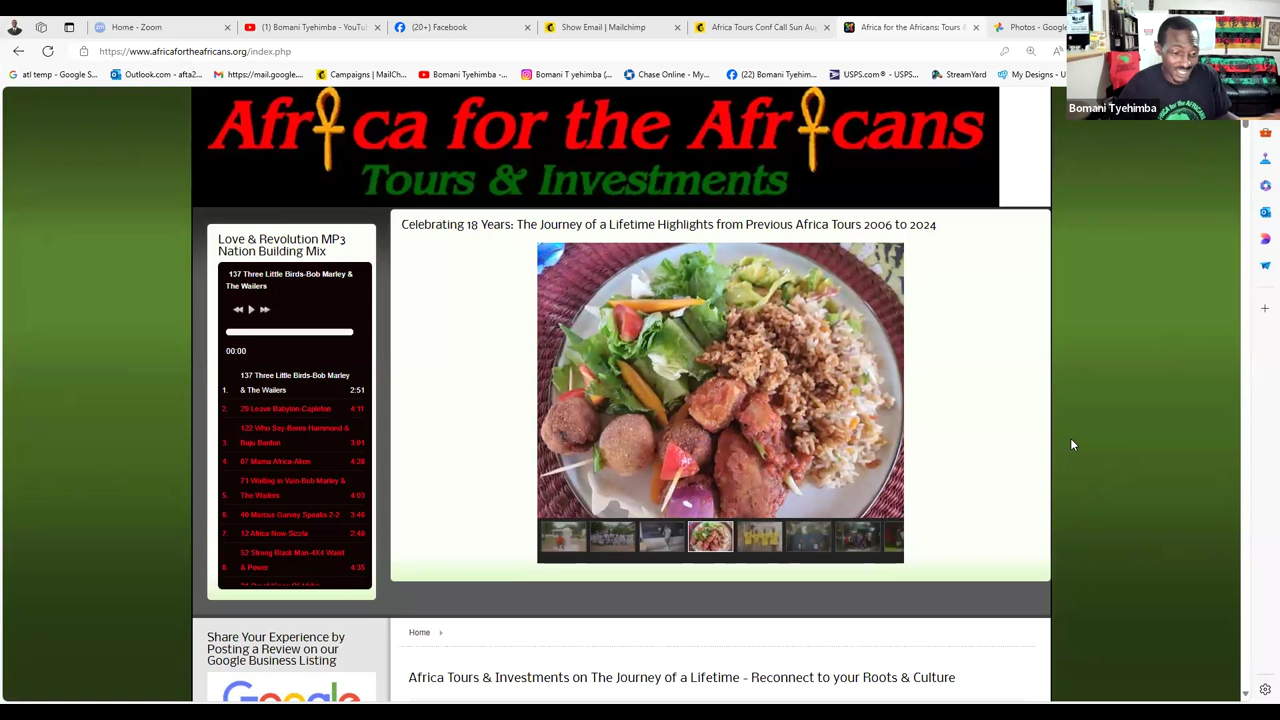 Home - Zoom
(1) Bomani Tyehimba - YouTu
(20+) Facebook
Show Email | Mailchimp
Africa Tours Conf Call Sun Au
Africa for the Africans: Tours &
Photos - Google
https://www.africafortheafricans.org/index.php
atl temp - Google S...
Outlook.com - afta2...
https://mail.google....
Campaigns | MailCh...
Bomani Tyehimba -...
Bomani T yehimba (...
Chase Online - My...
(22) Bomani Tyehim...
USPS.com® - USPS...
StreamYard
My Designs - U
Bomani Tyehimba
Africa for the Africans
Tours & Investments
Celebrating 18 Years: The Journey of a Lifetime Highlights from Previous Africa Tours 2006 to 2024
Love & Revolution MP3
Nation Building Mix
137 Three Little Birds-Bob Marley &
The Wailers
00:00
137 Three Little Birds-Bob Marley
1. & The Wailers 2:51
2. 29 Leave Babylon-Capleton 4:11
122 Who Say-Beres Hammond &
3. Buju Banton 3:01
4. 07 Mama Africa-Akon 4:26
71 Waiting in Vain-Bob Marley &
5. The Wailers 4:03
6. 40 Marcus Garvey Speaks 2-2 3:46
7. 12 Africa Now-Sizzla 2:40
52 Strong Black Man-4X4 Waist
8. & Power 4:35
Share Your Experience by
Posting a Review on our
Google Business Listing
Google
Home
Africa Tours & Investments on The Journey of a Lifetime - Reconnect to your Roots & Culture